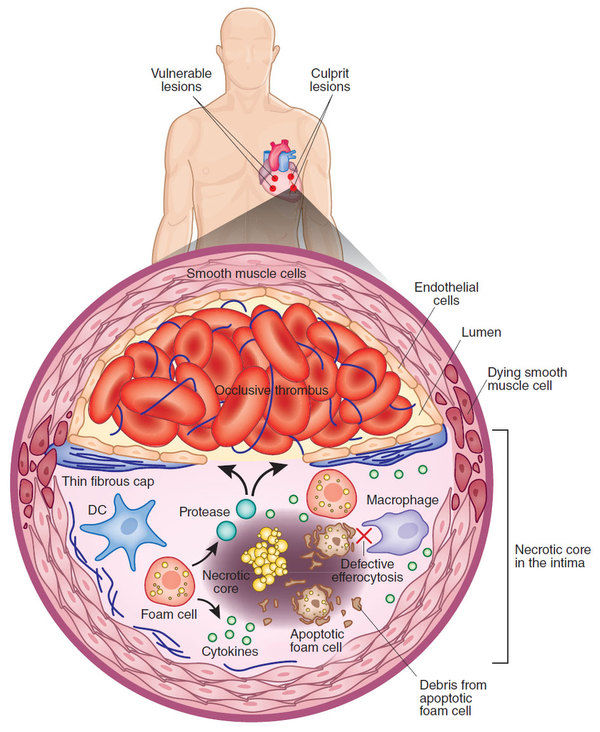 Vulnerable
lesions
Culprit
lesions
Smooth muscle cells
Endothelial
cells
Lumen
Occlusive thrombus
Dying smooth
muscle cell
Thin fibrous cap
DC
Protease
Macrophage
Necrotic
core
Defective
efferocytosis
Necrotic core
in the intima
Foam cell
Cytokines
Apoptotic
foam cell
Debris from
apoptotic
foam cell